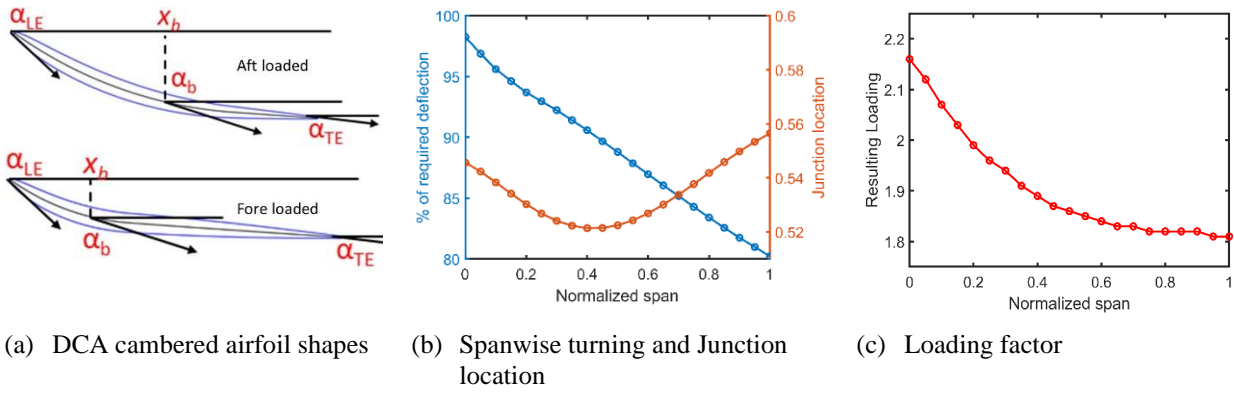 αLE
xb
Aft loaded
αb
αTE
αLE
xb
Fore loaded
αb
αTE
100
95
90
85
80
% of required deflection
0.6
0.58
0.56
0.54
0.52
Junction location
0 0.2 0.4 0.6 0.8 1
Normalized span
2.2
2.1
2
1.9
1.8
Resulting Loading
0 0.2 0.4 0.6 0.8 1
Normalized span
(a) DCA cambered airfoil shapes
(b) Spanwise turning and Junction
location
(c) Loading factor